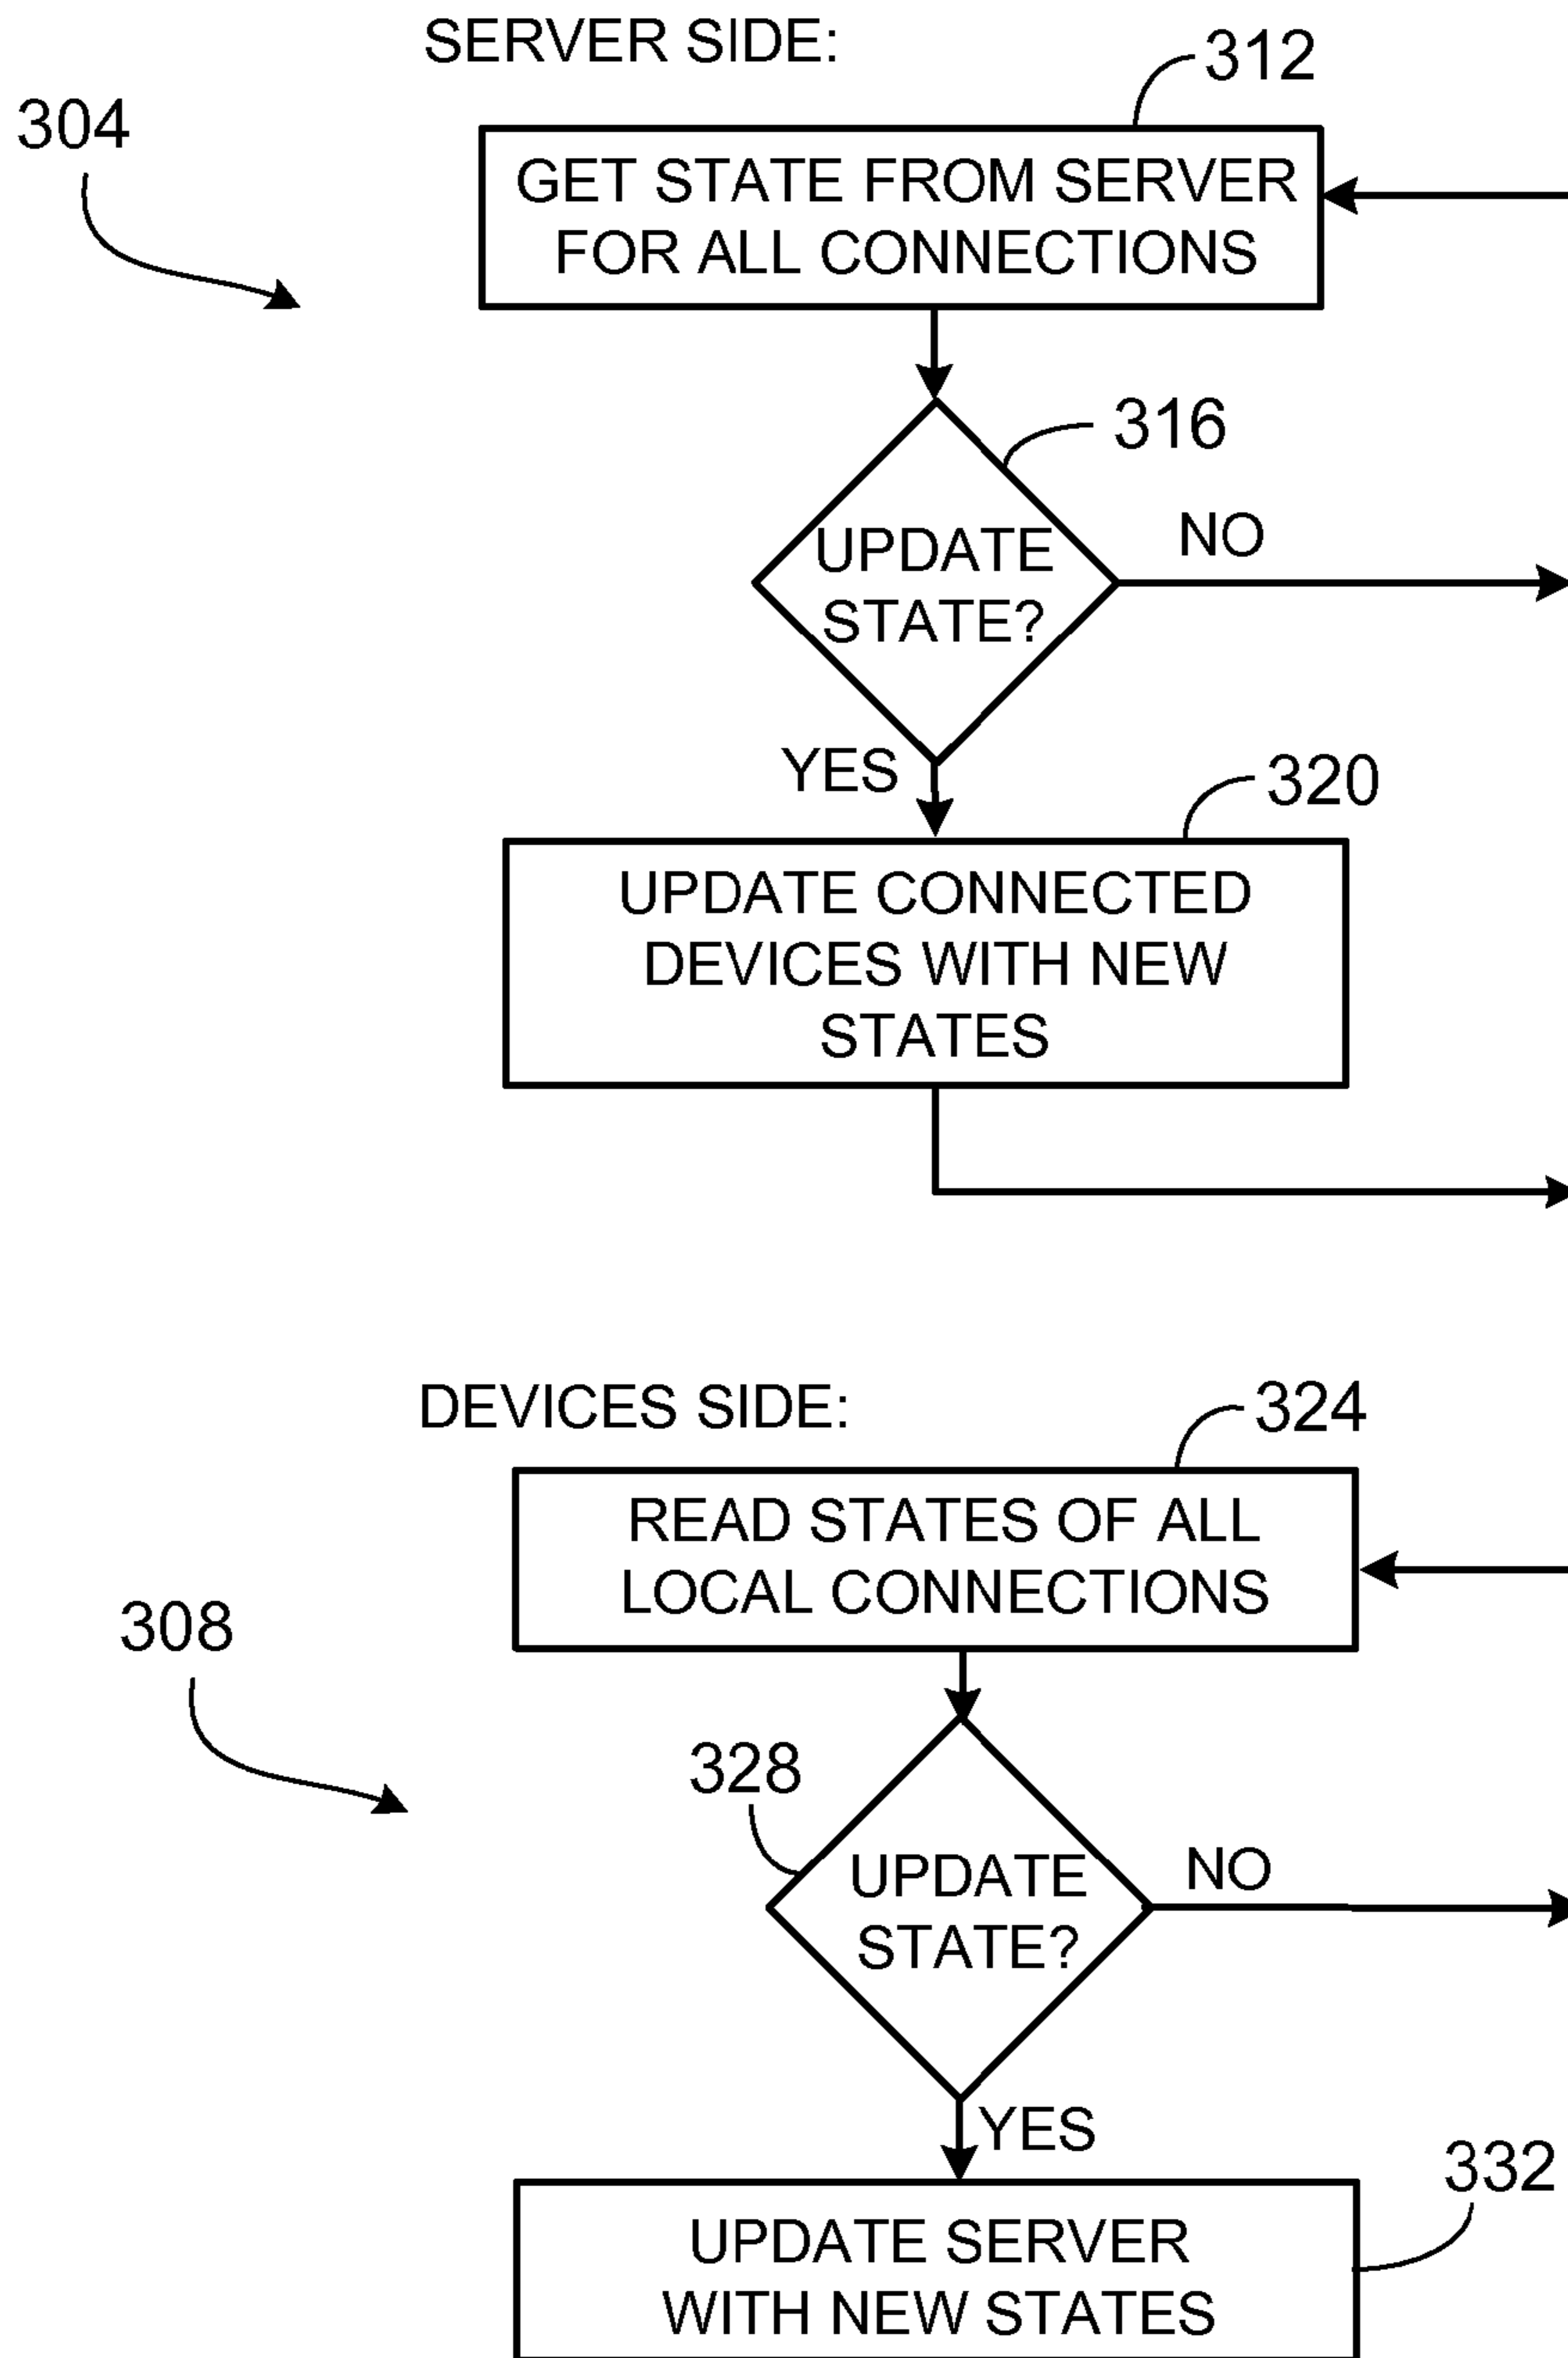 SERVER SIDE:
312
304
GET STATE FROM SERVER
FOR ALL CONNECTIONS
316
NO
UPDATE
STATE?
YES
320
UPDATE CONNECTED
DEVICES WITH NEW
STATES
DEVICES SIDE:
324
READ STATES OF ALL
LOCAL CONNECTIONS
308
328
NO
UPDATE
STATE?
YES
332
UPDATE SERVER
WITH NEW STATES